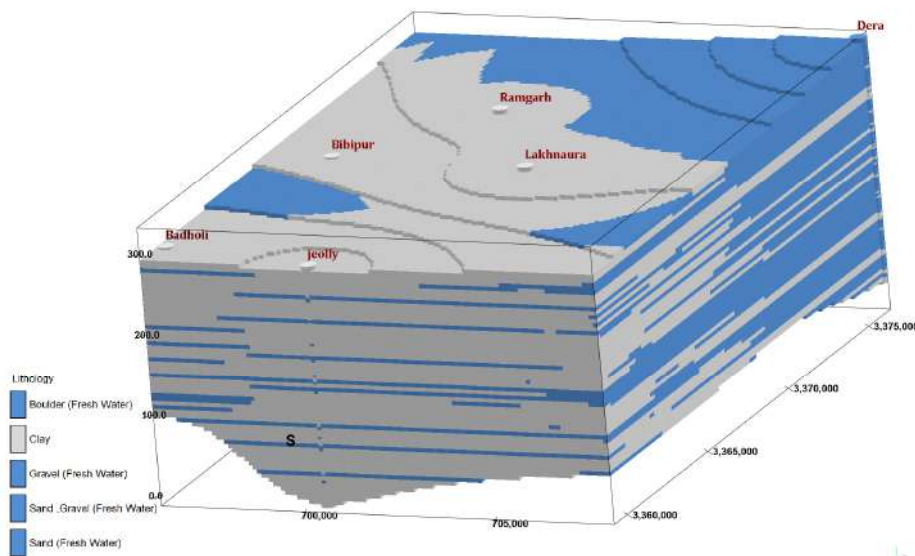 Dera
Ramgarh
Bibipur
Lakhnaura
Badholi
Jeolly
300.0
200.0
100.0
0.0
S
700,000
705,000
3,375,000
3,370,000
3,365,000
3,360,000
Lithology
Boulder (Fresh Water)
Clay
Gravel (Fresh Water)
Sand ,Gravel (Fresh Water)
Sand (Fresh Water)